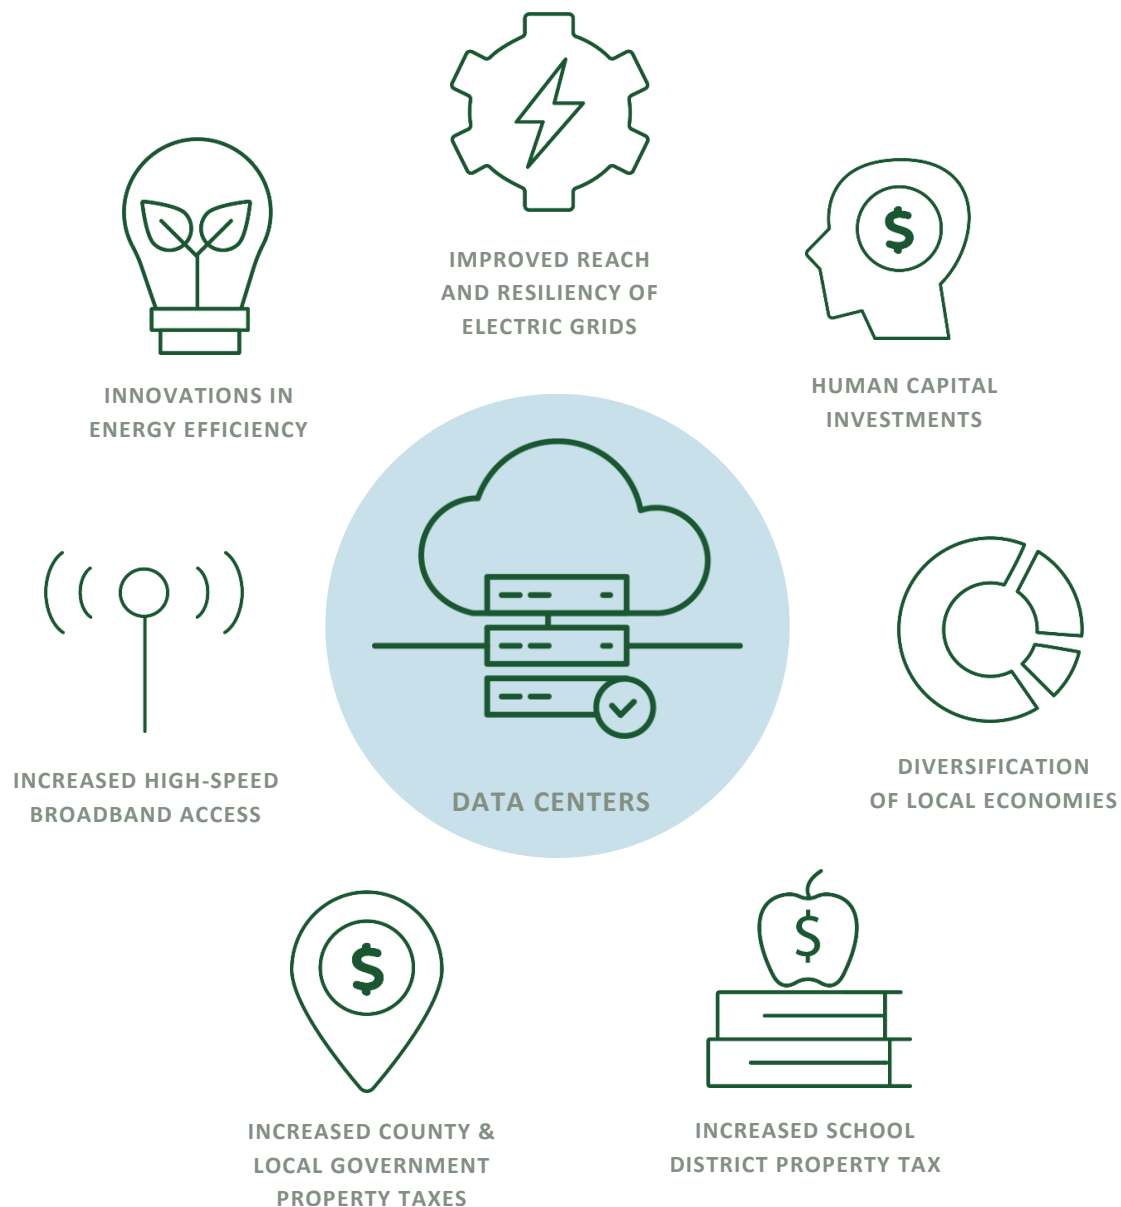 IMPROVED REACH
AND RESILIENCY OF
ELECTRIC GRIDS
INNOVATIONS IN
ENERGY EFFICIENCY
HUMAN CAPITAL
INVESTMENTS
INCREASED HIGH-SPEED
BROADBAND ACCESS
DATA CENTERS
DIVERSIFICATION
OF LOCAL ECONOMIES
$
$
$
INCREASED COUNTY &
LOCAL GOVERNMENT
PROPERTY TAXES
INCREASED SCHOOL
DISTRICT PROPERTY TAX